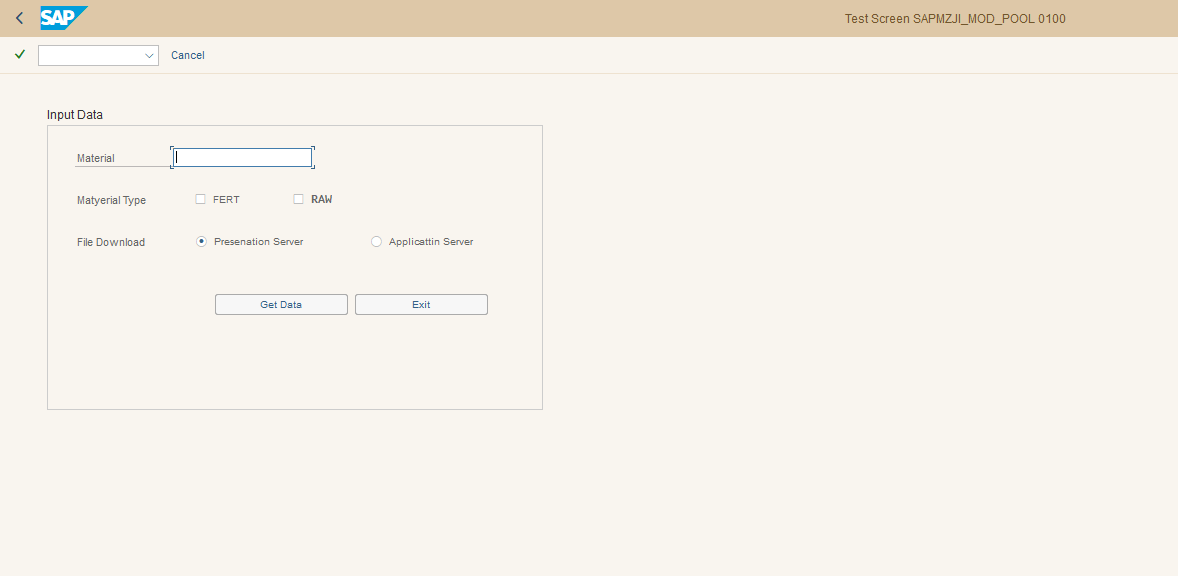 SAP Test Screen SAPMZJI_MOD_POOL 0100
Cancel
Input Data
Material
Matyerial Type FERT RAW
File Download Presenation Server Applicattin Server
Get Data Exit